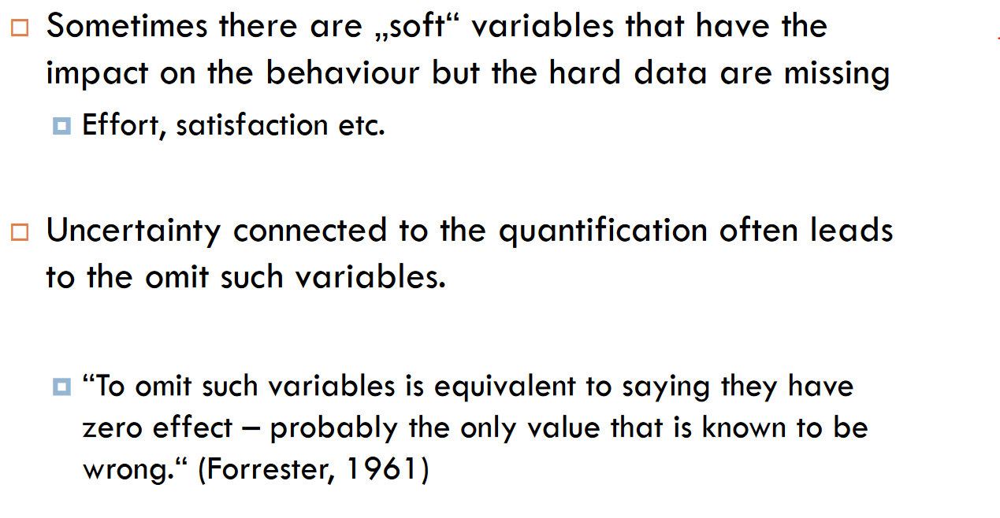 Sometimes there are „soft“ variables that have the
impact on the behaviour but the hard data are missing
Effort, satisfaction etc.
Uncertainty connected to the quantification often leads
to the omit such variables.
“To omit such variables is equivalent to saying they have
zero effect – probably the only value that is known to be
wrong.“ (Forrester, 1961)